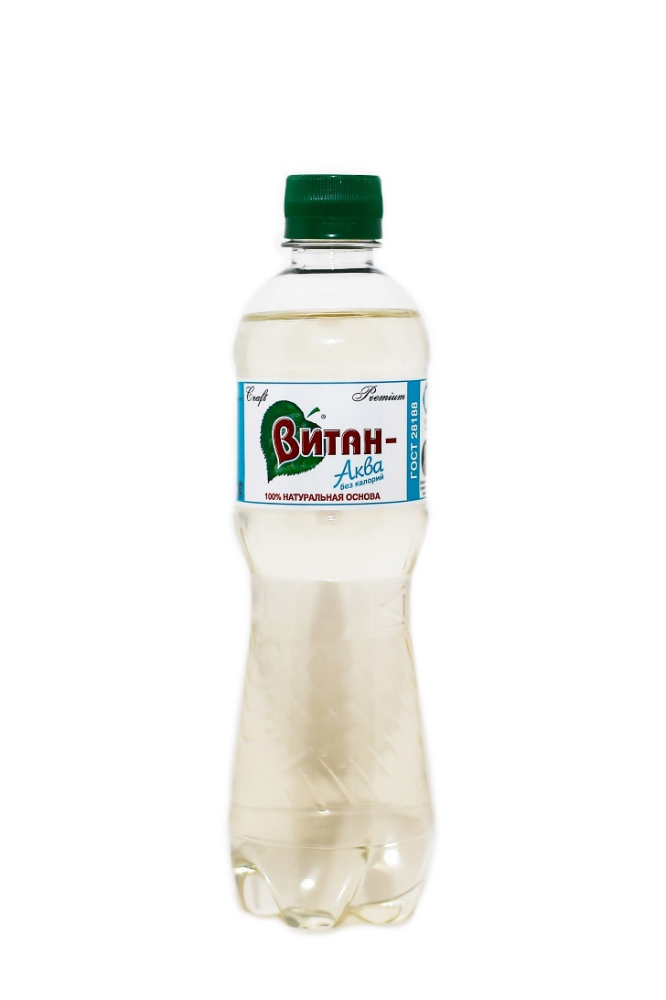 Craft Premium
Витан-
®
Аква
без калорий
100% НАТУРАЛЬНАЯ ОСНОВА
ГОСТ 28188